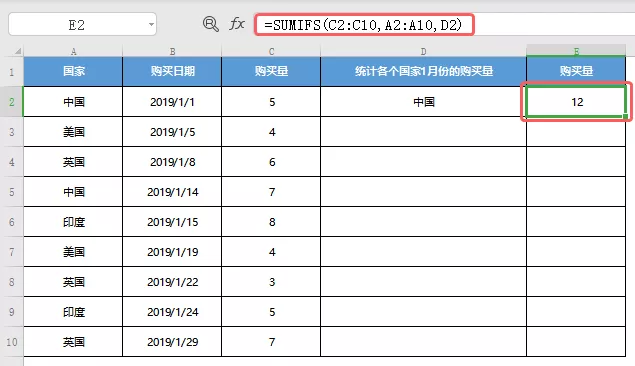 E2 fx =SUMIFS(C2:C10,A2:A10,D2)
A B C D E
1 国家 购买日期 购买量 统计各个国家1月份的购买量 购买量
2 中国 2019/1/1 5 中国 12
3 美国 2019/1/5 4
4 英国 2019/1/8 6
5 中国 2019/1/14 7
6 印度 2019/1/15 8
7 美国 2019/1/19 4
8 英国 2019/1/22 3
9 印度 2019/1/24 5
10 英国 2019/1/29 7